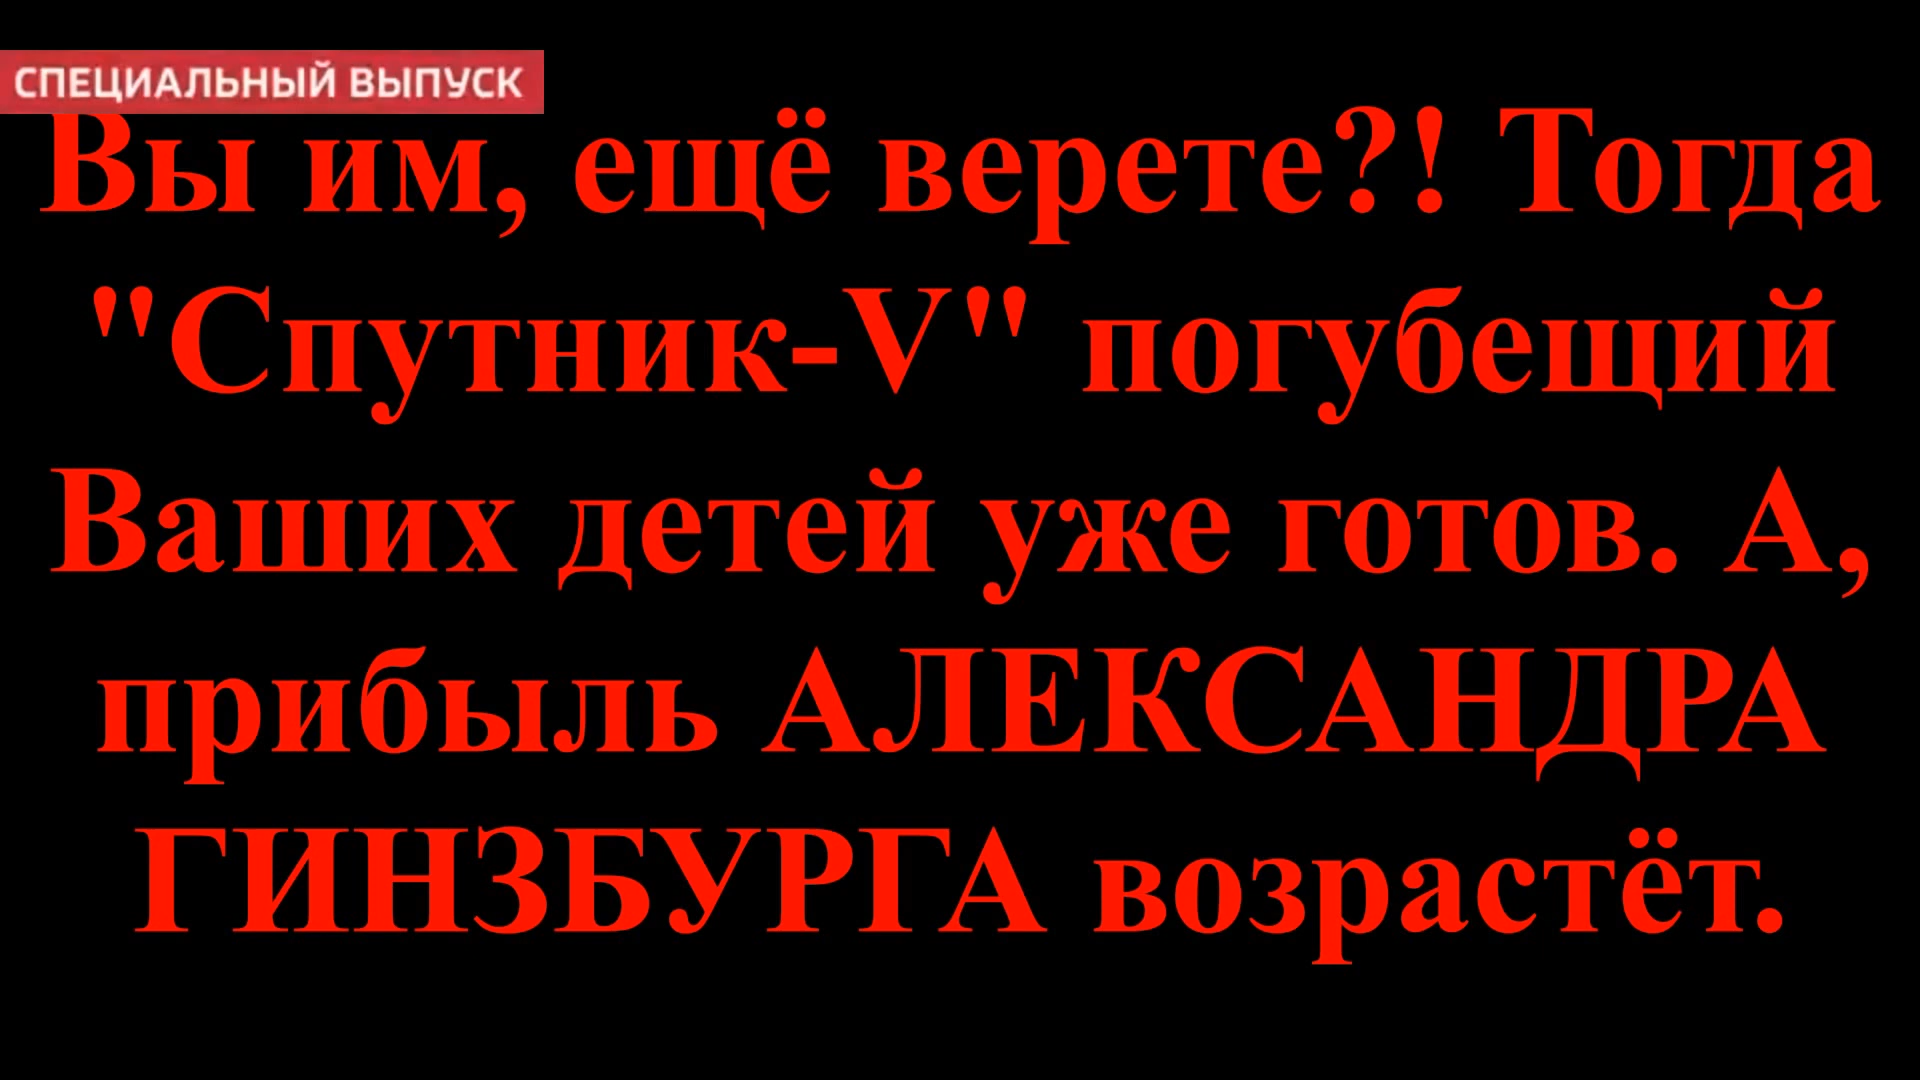 СПЕЦИАЛЬНЫЙ ВЫПУСК
Вы им, ещё верете?! Тогда
"Спутник-V" погубещий
Ваших детей уже готов. А,
прибыль АЛЕКСАНДРА
ГИНЗБУРГА возрастёт.